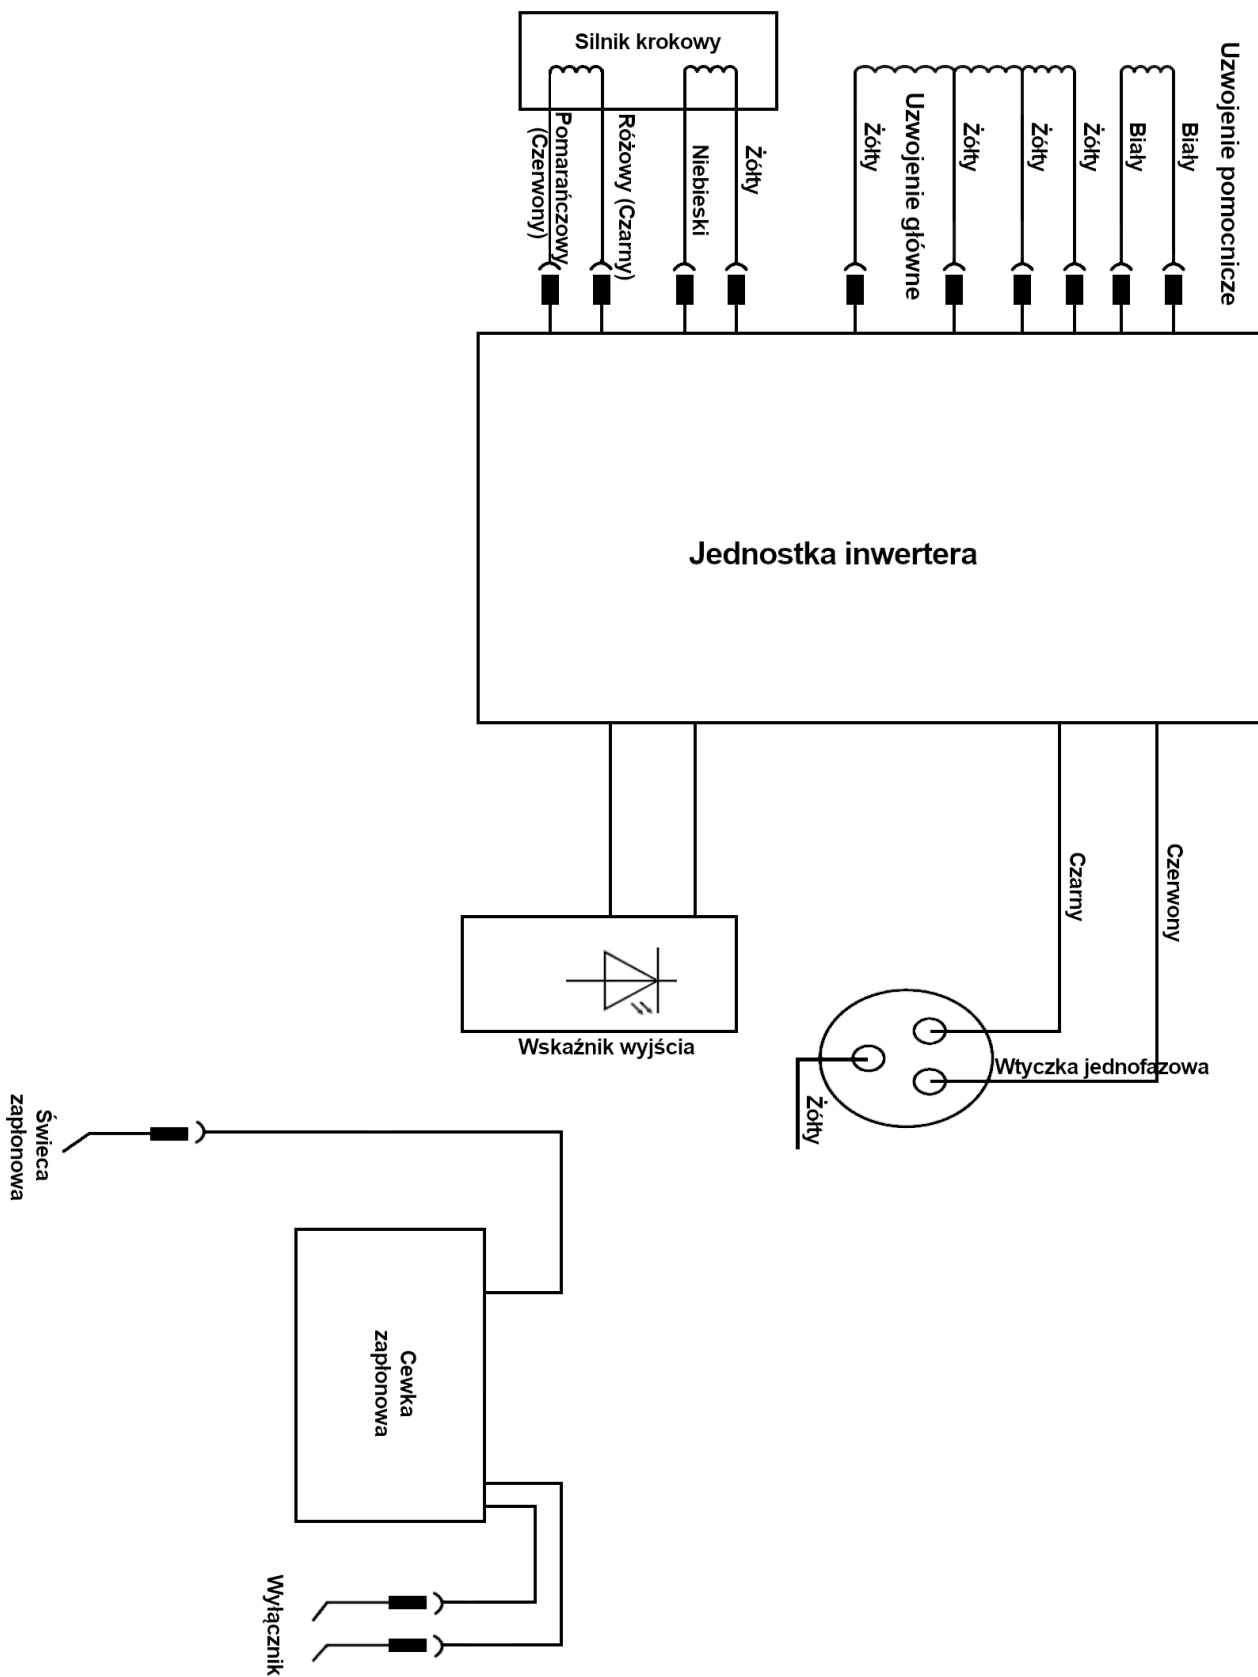 Silnik krokowy
Pomarańczowy
(Czerwony)
Różowy (Czarny)
Niebieski
Żółty
Żółty
Uzwojenie główne
Żółty
Żółty
Żółty
Biały
Biały
Uzwojenie pomocnicze
Jednostka inwertera
Czarny
Czerwony
Wskaźnik wyjścia
Wtyczka jednofazowa
Żółty
Świeca
zapłonowa
Cewka
zapłonowa
Wyłącznik